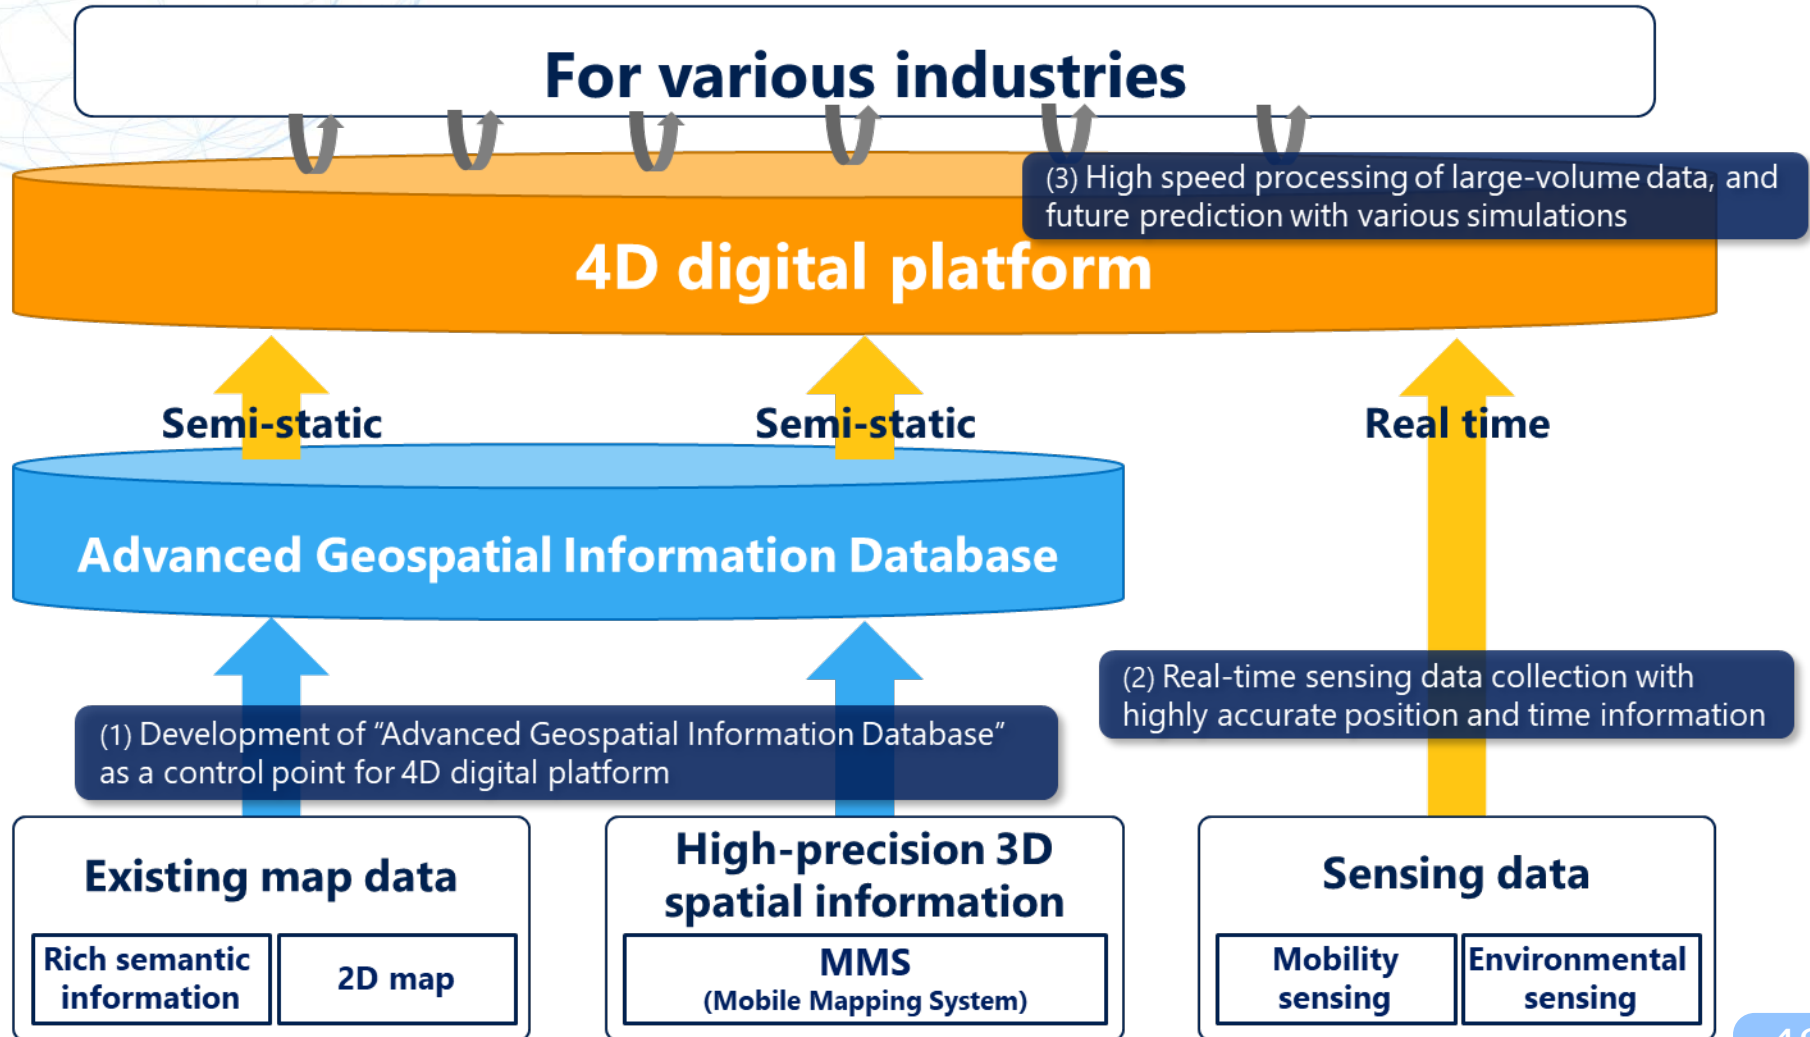 For various industries
(3) High speed processing of large-volume data, and
future prediction with various simulations
4D digital platform
Semi-static
Semi-static
Real time
Advanced Geospatial Information Database
(2) Real-time sensing data collection with
highly accurate position and time information
(1) Development of “Advanced Geospatial Information Database”
as a control point for 4D digital platform
Existing map data
Rich semantic
information
2D map
High-precision 3D
spatial information
MMS
(Mobile Mapping System)
Sensing data
Mobility
sensing
Environmental
sensing